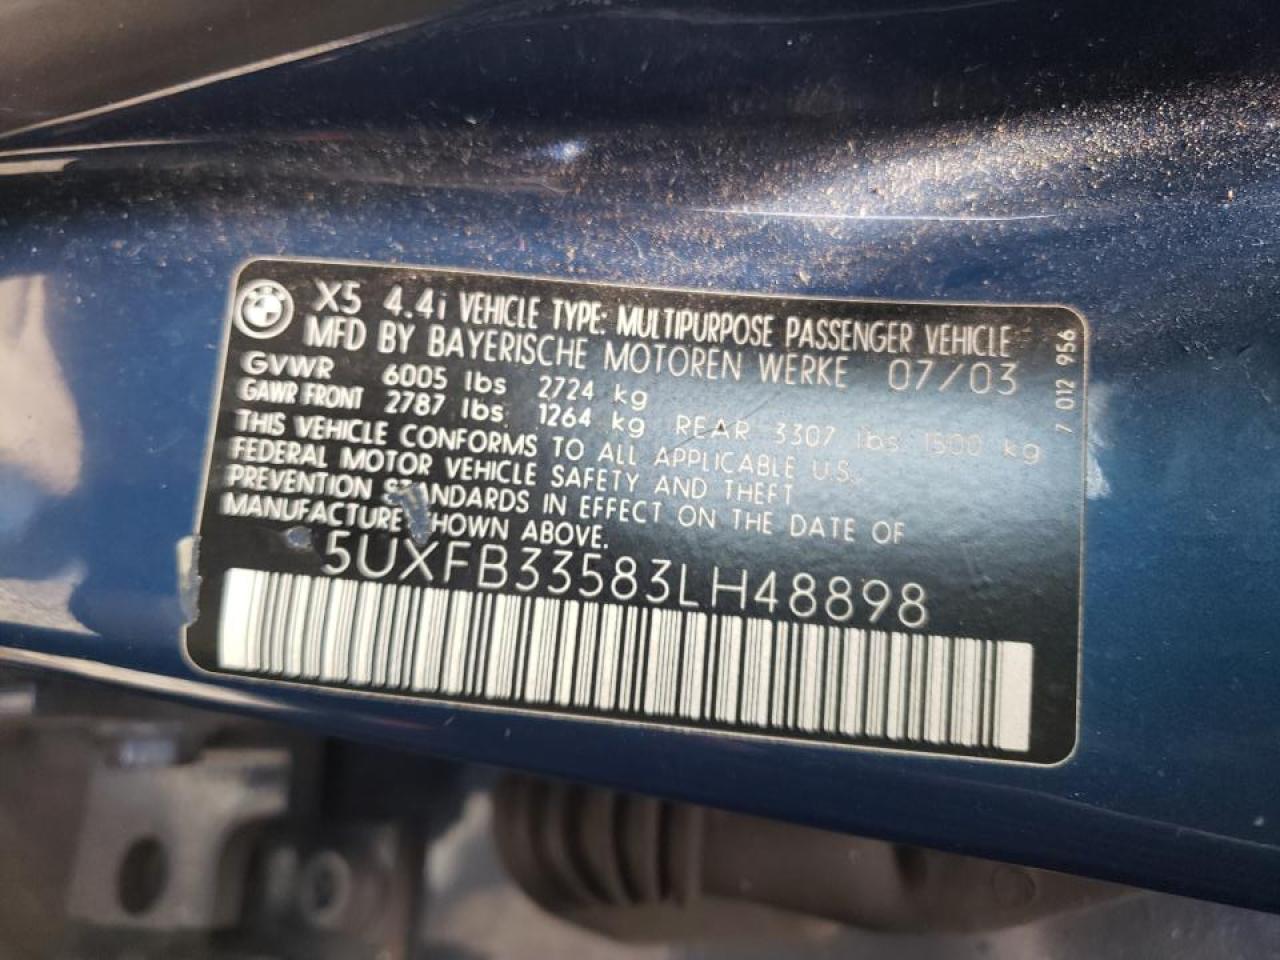 X5 4.4i VEHICLE TYPE: MULTIPURPOSE PASSENGER VEHICLE
MFD BY BAYERISCHE MOTOREN WERKE 07/03
GVWR 6005 lbs 2724 kg
GAWR FRONT 2787 lbs 1264 kg REAR 3307 lbs 1500 kg
THIS VEHICLE CONFORMS TO ALL APPLICABLE U.S.
FEDERAL MOTOR VEHICLE SAFETY AND THEFT
PREVENTION STANDARDS IN EFFECT ON THE DATE OF
MANUFACTURE SHOWN ABOVE.
5UXFB33583LH48898
7 012 956